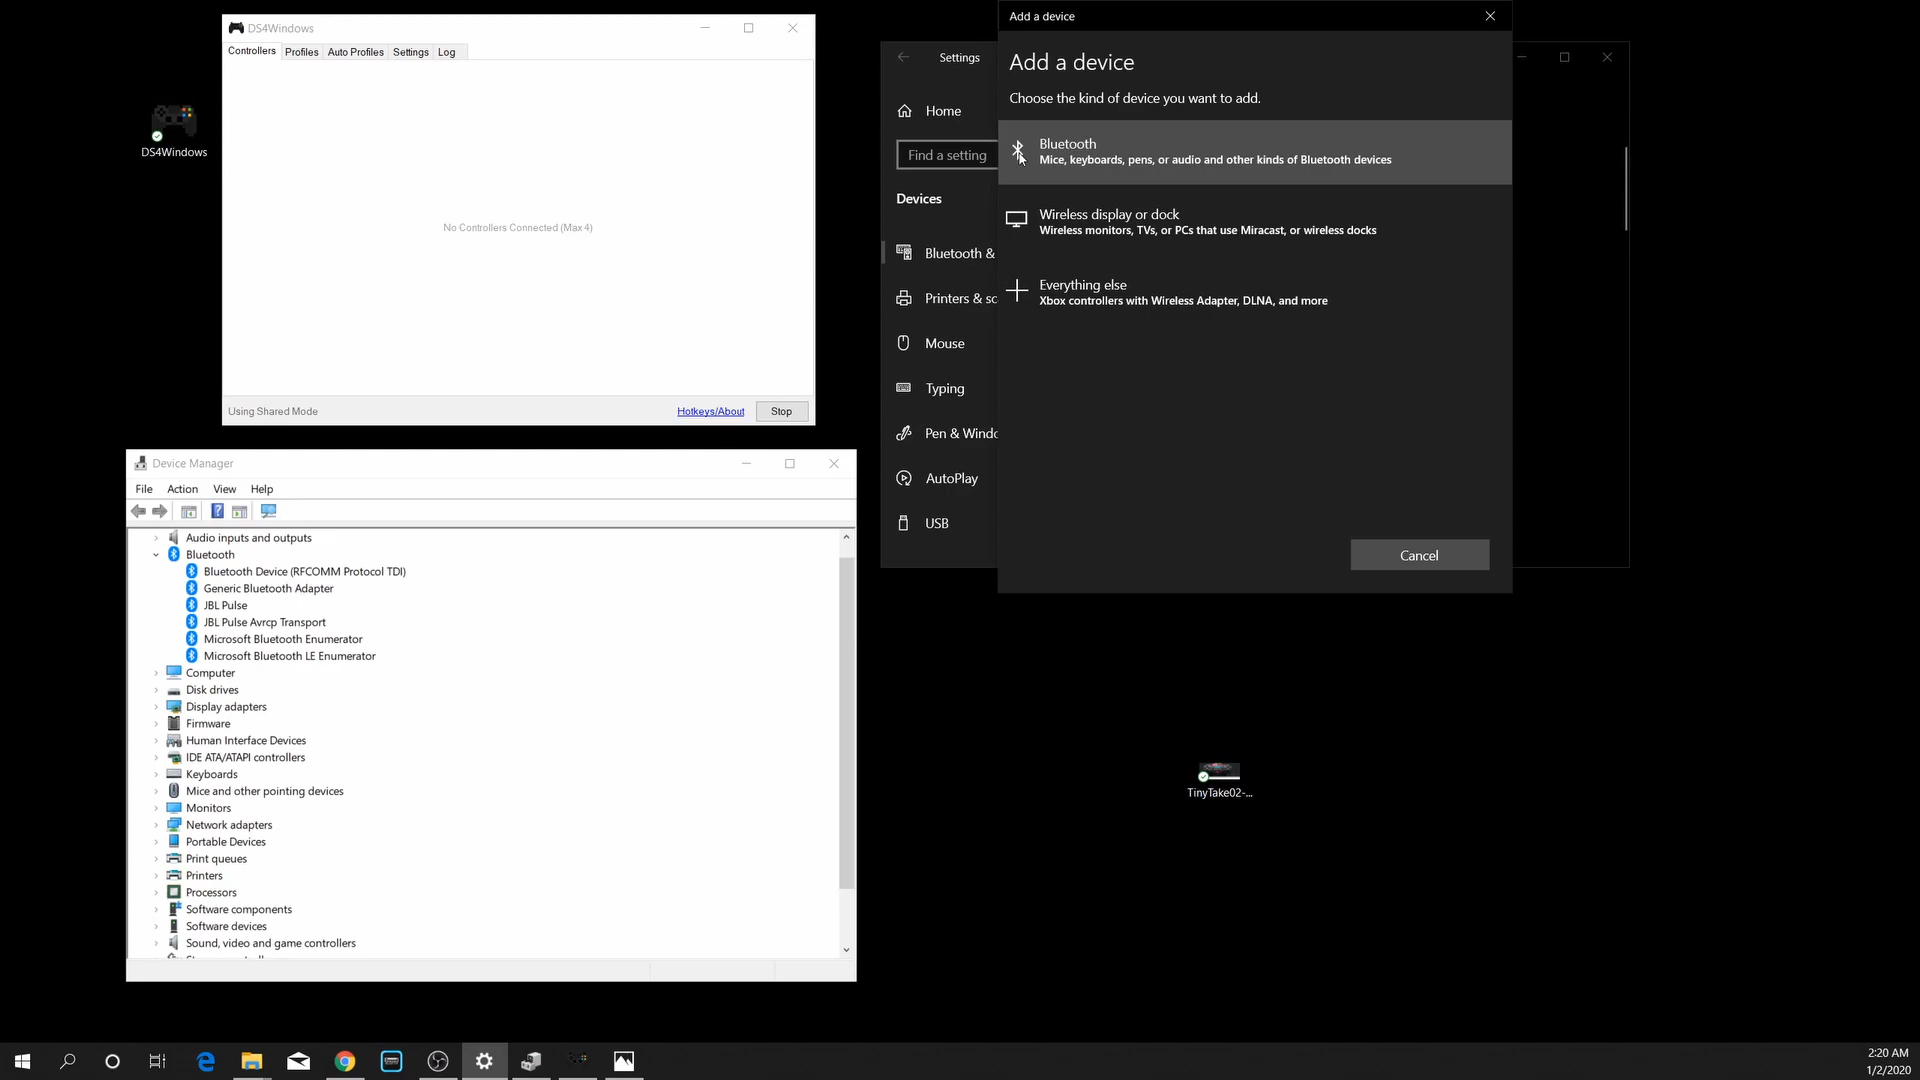 DS4Windows
Controllers
Profiles
Auto Profiles
Settings
Log
No Controllers Connected (Max 4)
Using Shared Mode
Hotkeys/About
Stop
DS4Windows
Device Manager
File
Action
View
Help
Audio inputs and outputs
Bluetooth
Bluetooth Device (RFCOMM Protocol TDI)
Generic Bluetooth Adapter
JBL Pulse
JBL Pulse Avrcp Transport
Microsoft Bluetooth Enumerator
Microsoft Bluetooth LE Enumerator
Computer
Disk drives
Display adapters
Firmware
Human Interface Devices
IDE ATA/ATAPI controllers
Keyboards
Mice and other pointing devices
Monitors
Network adapters
Portable Devices
Print queues
Printers
Processors
Software components
Software devices
Sound, video and game controllers
Settings
Home
Find a setting
Devices
Bluetooth &
Printers & sc
Mouse
Typing
Pen & Windo
AutoPlay
USB
Add a device
Add a device
Choose the kind of device you want to add.
Bluetooth
Mice, keyboards, pens, or audio and other kinds of Bluetooth devices
Wireless display or dock
Wireless monitors, TVs, or PCs that use Miracast, or wireless docks
Everything else
Xbox controllers with Wireless Adapter, DLNA, and more
Cancel
TinyTake02-...
2:20 AM
1/2/2020